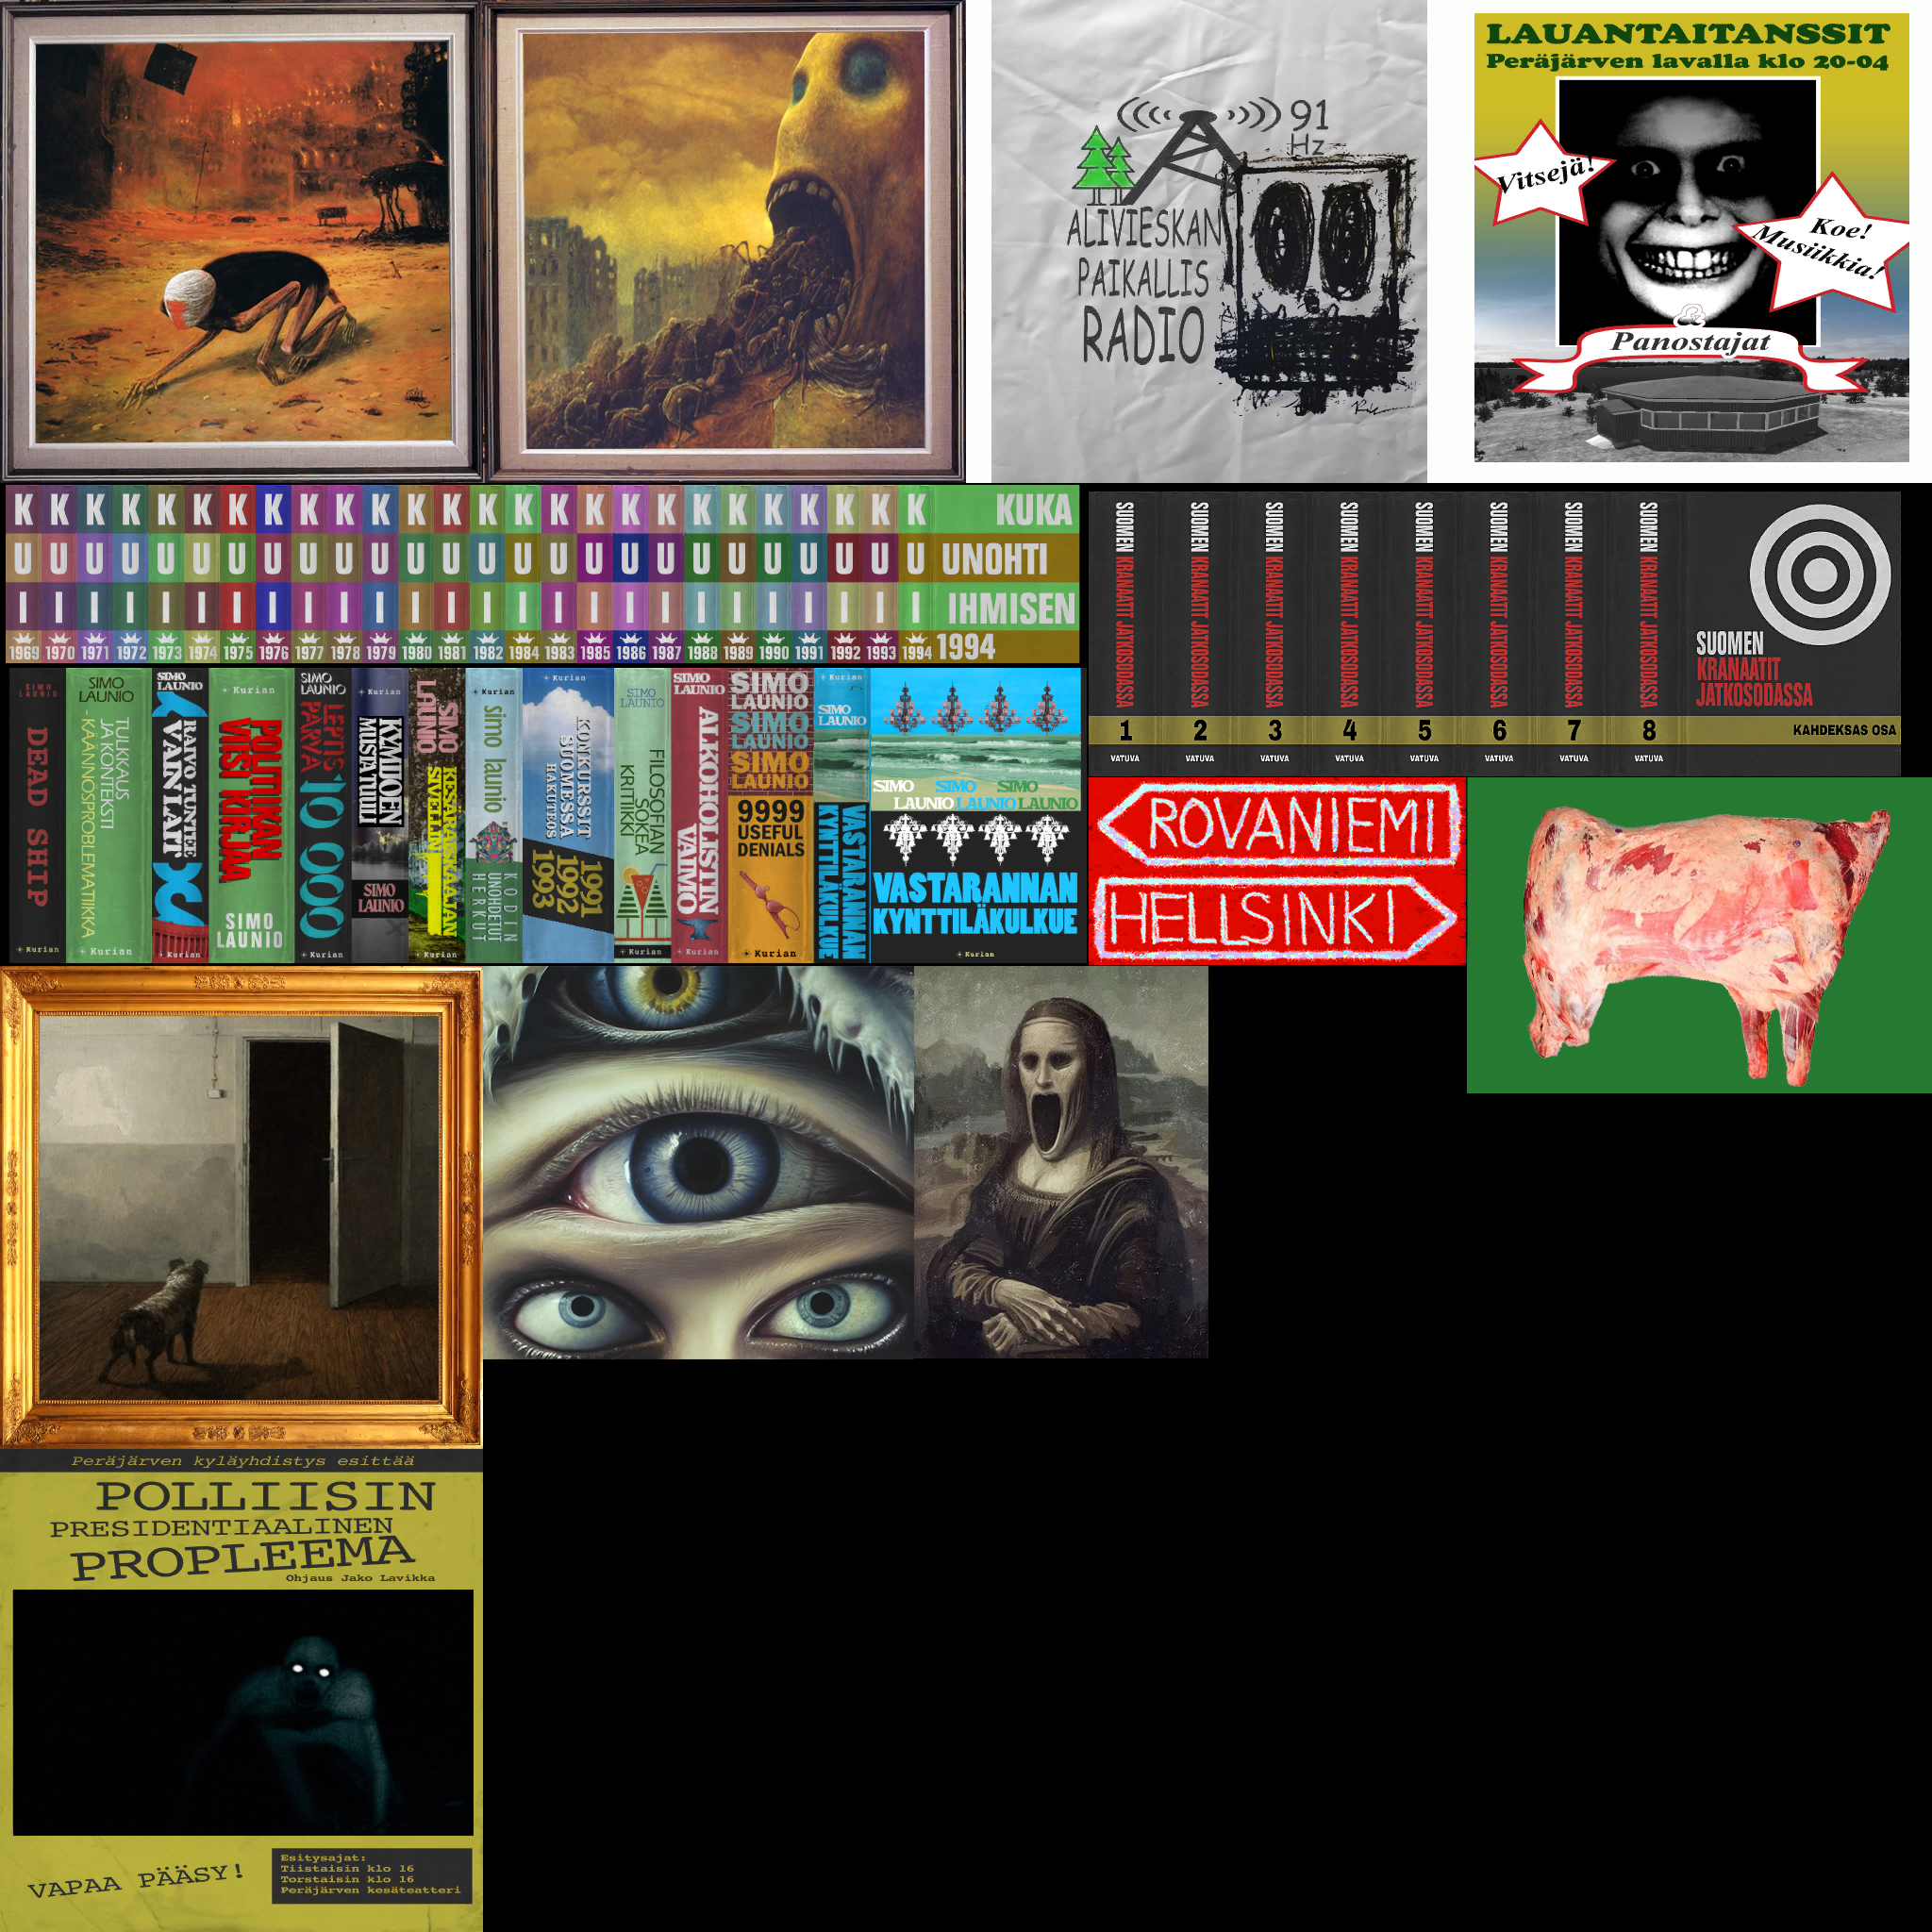 91
Hz
ALIVIESKAN
PAIKALLIS
RADIO
LAUANTAITANSSIT
Peräjärven lavalla klo 20-04
Vitsejä!
Koe!
Musiikkia!
&
Panostajat
K K K K K K K K K K K K K K K K K K K K K K K K K K KUKA
U U U U U U U U U U U U U U U U U U U U U U U U U U UNOHTI
I I I I I I I I I I I I I I I I I I I I I I I I I I IHMISEN
1969 1970 1971 1972 1973 1974 1975 1976 1977 1978 1979 1980 1981 1982 1984 1983 1985 1986 1987 1988 1989 1990 1991 1992 1993 1994 1994
SUOMEN KRANAATIT JATKOSODASSA
1
VATUVA
SUOMEN KRANAATIT JATKOSODASSA
2
VATUVA
SUOMEN KRANAATIT JATKOSODASSA
3
VATUVA
SUOMEN KRANAATIT JATKOSODASSA
4
VATUVA
SUOMEN KRANAATIT JATKOSODASSA
5
VATUVA
SUOMEN KRANAATIT JATKOSODASSA
6
VATUVA
SUOMEN KRANAATIT JATKOSODASSA
7
VATUVA
SUOMEN KRANAATIT JATKOSODASSA
8
VATUVA
SUOMEN
KRANAATIT
JATKOSODASSA
KAHDEKSAS OSA
SIMO
LAUNIO
DEAD SHIP
Kurian
SIMO
LAUNIO
TULKKAUS
JA KONTEKSTI
-KÄÄNNÖSPROBLEMATIIKKA
Kurian
SIMO
LAUNIO
RAIVO TUNTEE
VAIN LAIT
Kurian
Kurian
POLITIIKAN
VIISI KIRJAA
SIMO
LAUNIO
SIMO
LAUNIO
LEPTIS
PARVA
10 000
Kurian
Kurian
KYMIJOEN
MUSTA TUULI
SIMO
LAUNIO
SIMO
LAUNIO
KESÄRAISKAAJAN
SIVEÄT
Kurian
Kurian
simo launio
KODIN
UNOHDETUT
HERKUT
Kurian
KONKURSSIT
SUOMESSA
HAKUTEOS
1991
1992
1993
SIMO
LAUNIO
FILOSOFIAN
SOKEA
KRITIIKKI
Kurian
SIMO
LAUNIO
ALKOHOLISTIN
VAIMO
Kurian
SIMO
LAUNIO
SIMO
LAUNIO
SIMO
LAUNIO
9999
USEFUL
DENIALS
Kurian
Kurian
SIMO
LAUNIO
VASTARANNAN
KYNTTILÄKULKUE
SIMO SIMO SIMO
LAUNIO LAUNIO LAUNIO
VASTARANNAN
KYNTTILÄKULKUE
Kurian
ROVANIEMI
HELLSINKI
Peräjärven kyläyhdistys esittää
POLLIISIN
PRESIDENTIAALINEN
PROPLEEMA
Ohjaus Jako Lavikka
VAPAA PÄÄSY!
Esitysajat:
Tiistaisin klo 16
Torstaisin klo 16
Peräjärven kesäteatteri